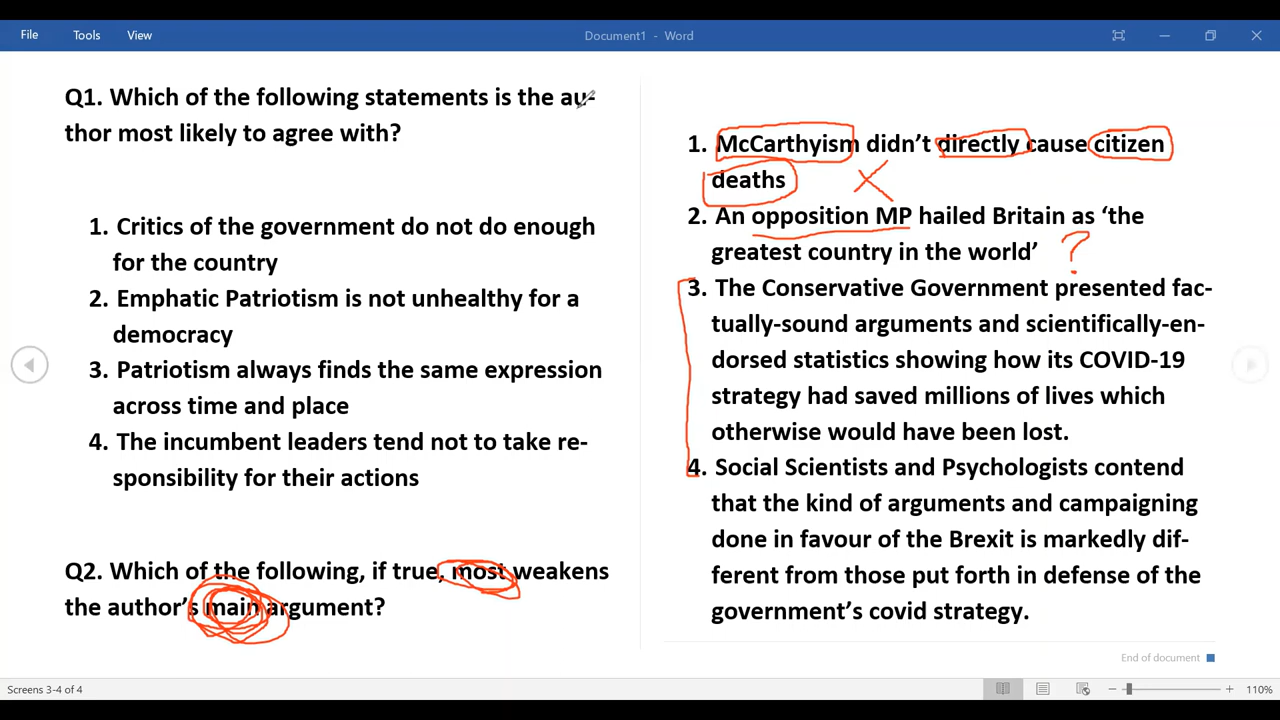 File Tools View Document1 - Word
Q1. Which of the following statements is the au-
thor most likely to agree with?
1. Critics of the government do not do enough
for the country
2. Emphatic Patriotism is not unhealthy for a
democracy
3. Patriotism always finds the same expression
across time and place
4. The incumbent leaders tend not to take re-
sponsibility for their actions
Q2. Which of the following, if true, most weakens
the author's main argument?
1. McCarthyism didn't directly cause citizen
deaths
2. An opposition MP hailed Britain as 'the
greatest country in the world' ?
3. The Conservative Government presented fac-
tually-sound arguments and scientifically-en-
dorsed statistics showing how its COVID-19
strategy had saved millions of lives which
otherwise would have been lost.
4. Social Scientists and Psychologists contend
that the kind of arguments and campaigning
done in favour of the Brexit is markedly dif-
ferent from those put forth in defense of the
government's covid strategy.
End of document
Screens 3-4 of 4 110%